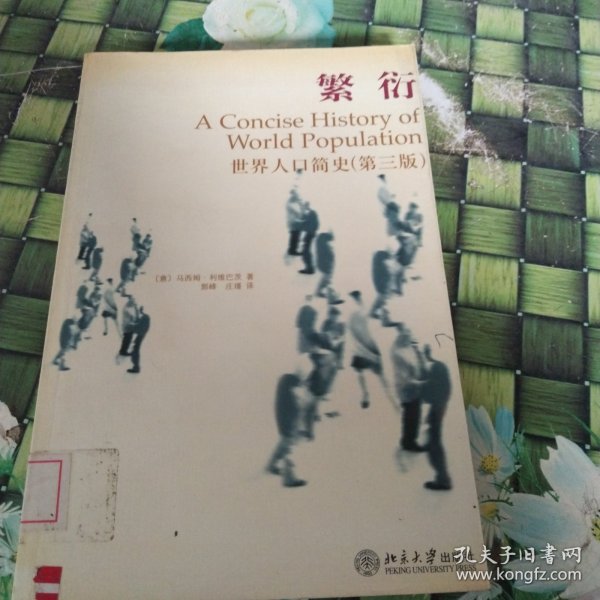 繁衍
A Concise History of
World Population
世界人口简史(第三版)
〔意〕马西姆·利维巴茨 著
郭峰 庄瑾 译
北京大学出
PEKING UNIVERSITY PRESS
孔夫子旧书网
www.kongfz.com